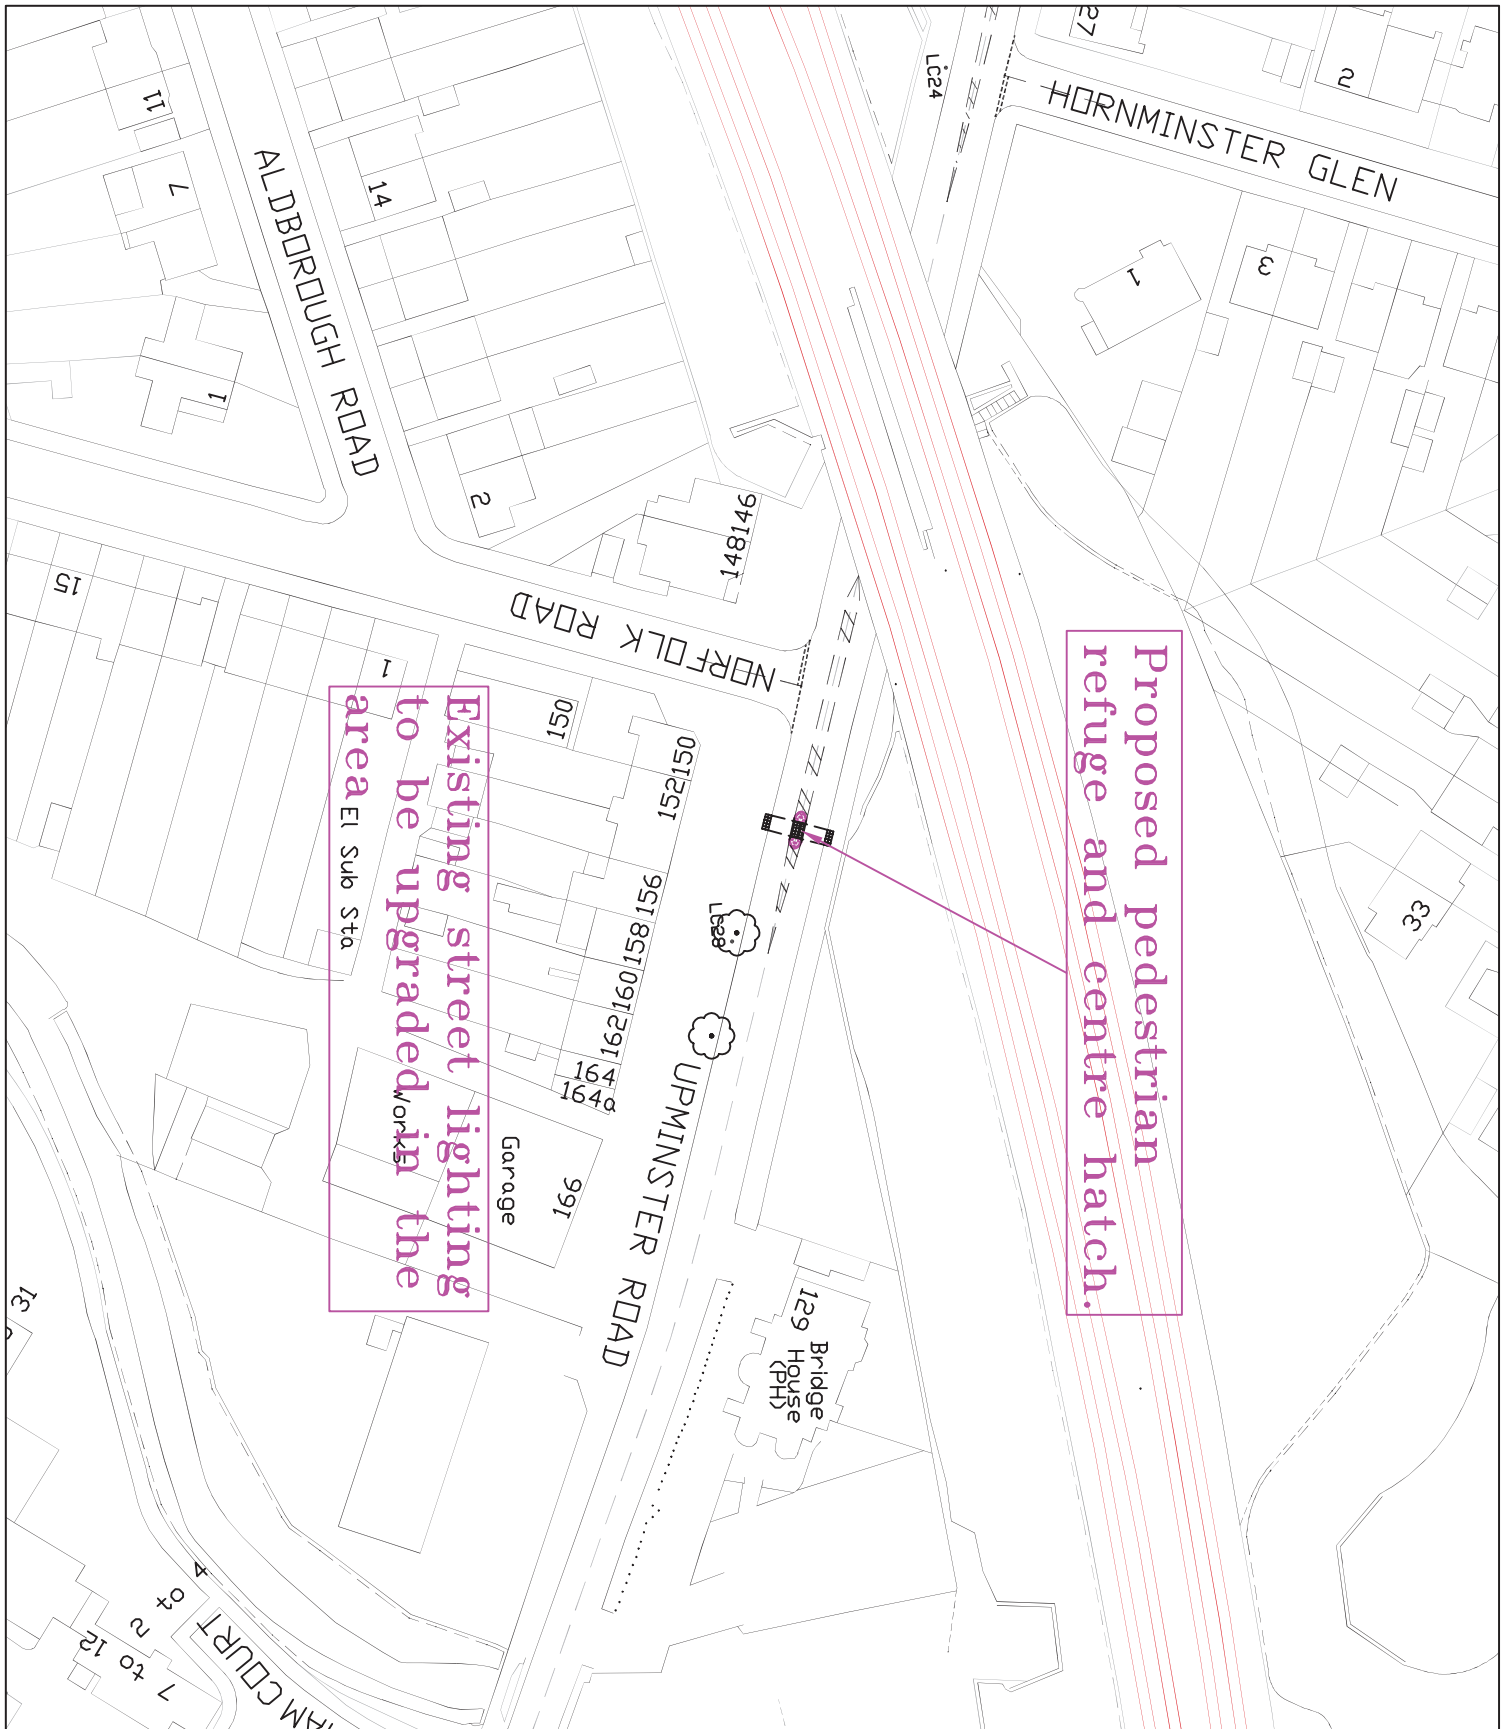 Proposed pedestrian
refuge and centre hatch.
Existing street lighting
to be upgraded in the
area
HORNMINSTER GLEN
ALDBOROUGH ROAD
NORFOLK ROAD
UPMINSTER ROAD
LC24
LC28
27
2
1
3
33
11
7
1
14
2
15
1
146
148
150
150
152
156
158
160
162
164
164a
166
El Sub Sta
Works
Garage
129
Bridge
House
(PH)
31
4
to
2
7 to 12
COURT